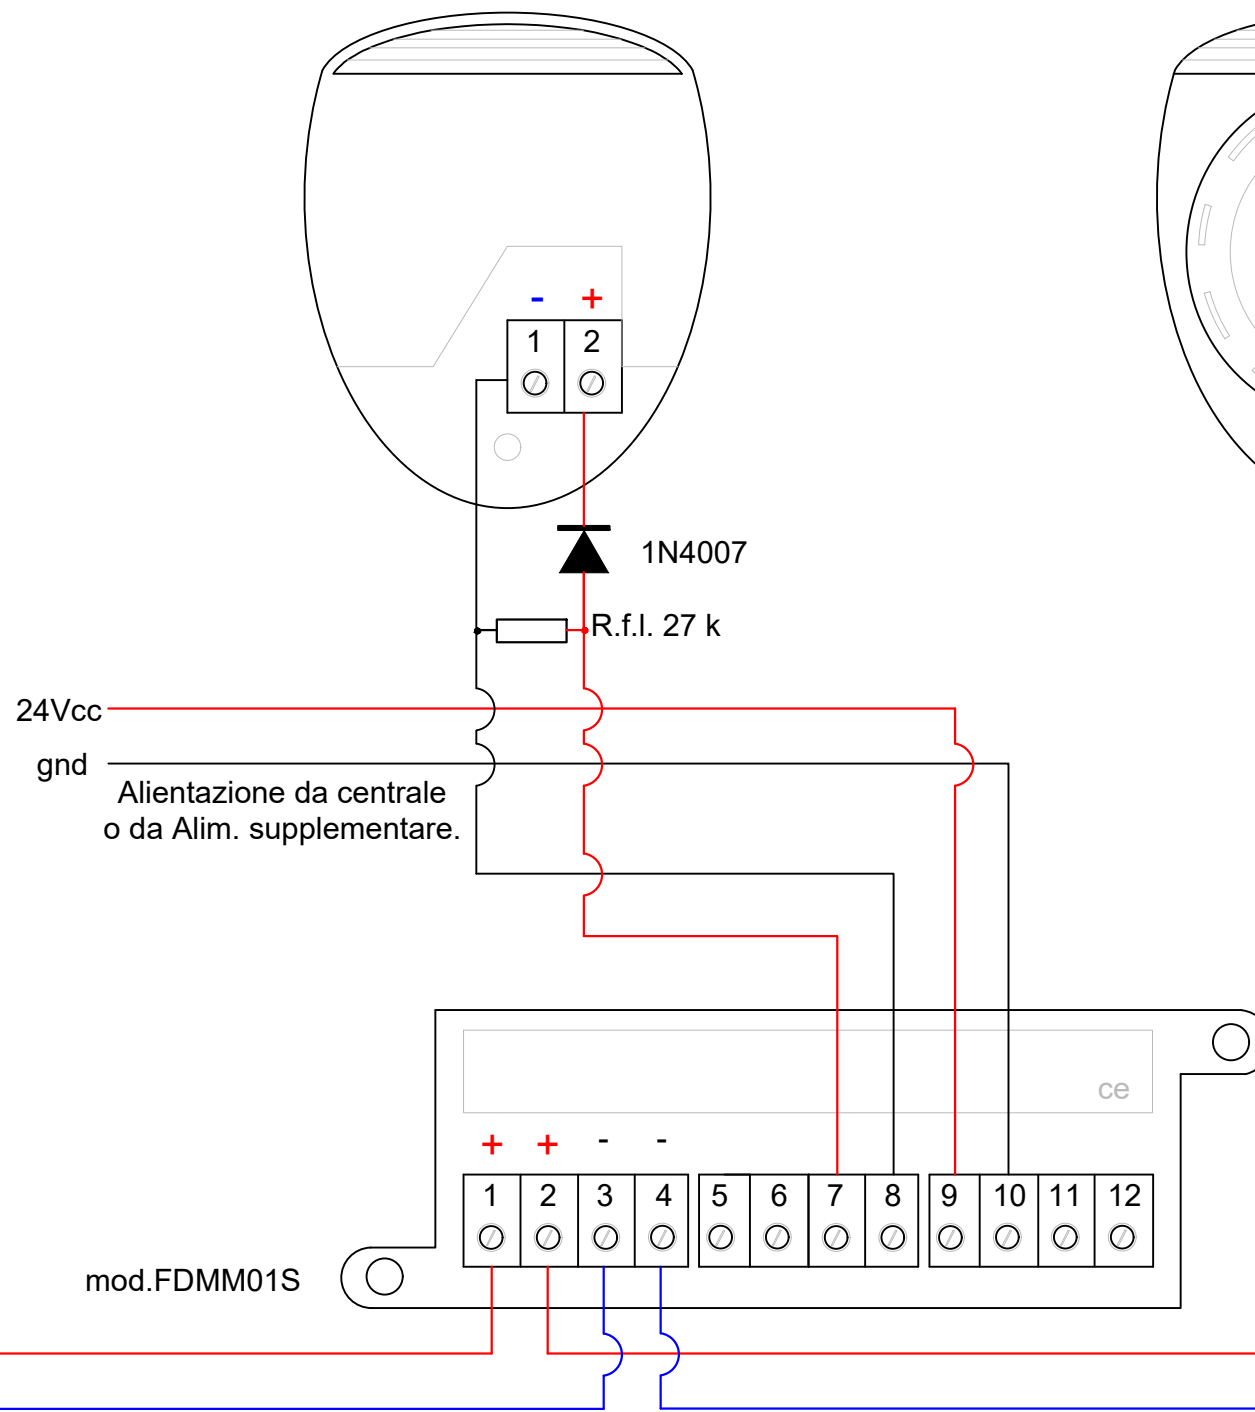 - +
1 2
1N4007
R.f.l. 27 k
24Vcc
gnd
Alientazione da centrale
o da Alim. supplementare.
ce
+ + - -
1 2 3 4 5 6 7 8 9 10 11 12
mod.FDMM01S